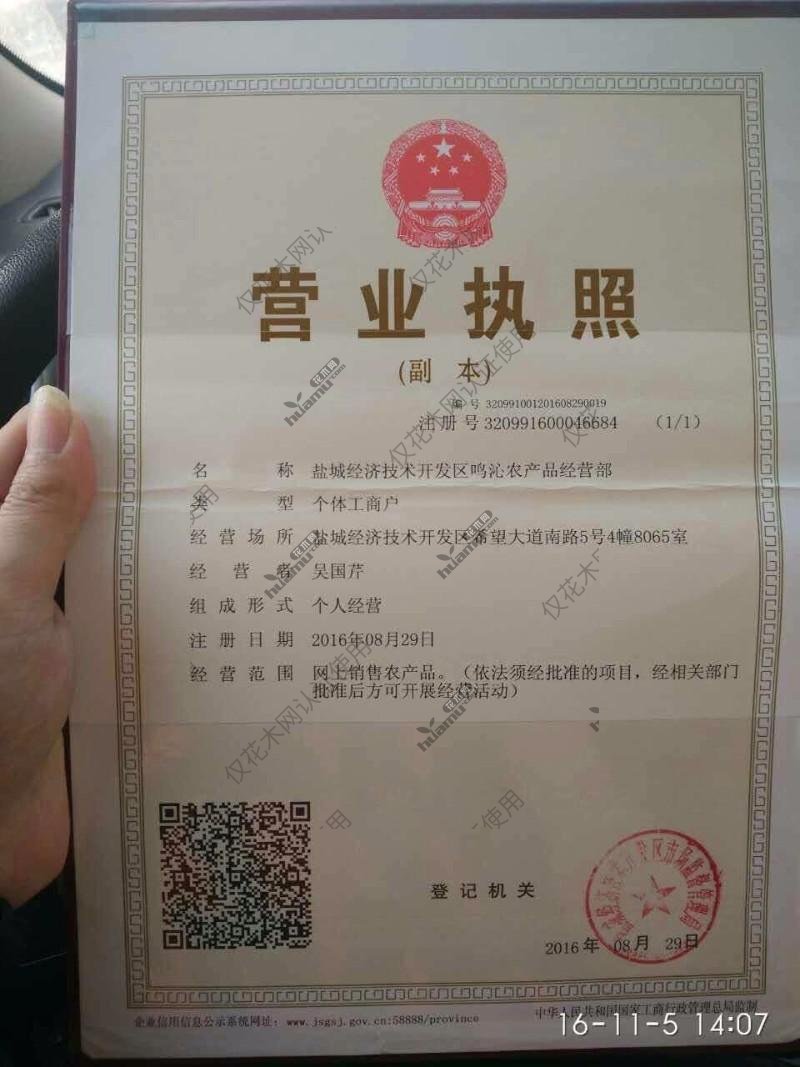 营业执照
(副 本)
编 号 320991001201608290019
注册号 320991600046684 (1/1)
名 称 盐城经济技术开发区鸣沁农产品经营部
类 型 个体工商户
经营场所 盐城经济技术开发区希望大道南路5号4幢8065室
经 营 者 吴国芹
组成形式 个人经营
注册日期 2016年08月29日
经营范围 网上销售农产品。（依法须经批准的项目，经相关部门
批准后方可开展经营活动）
登记机关
2016年 08月 29日
企业信用信息公示系统网址：www.jsgsj.gov.cn:58888/province
中华人民共和国国家工商行政管理总局监制
16-11-5 14:07
仅花木网认证使用
花木网
huamu.com